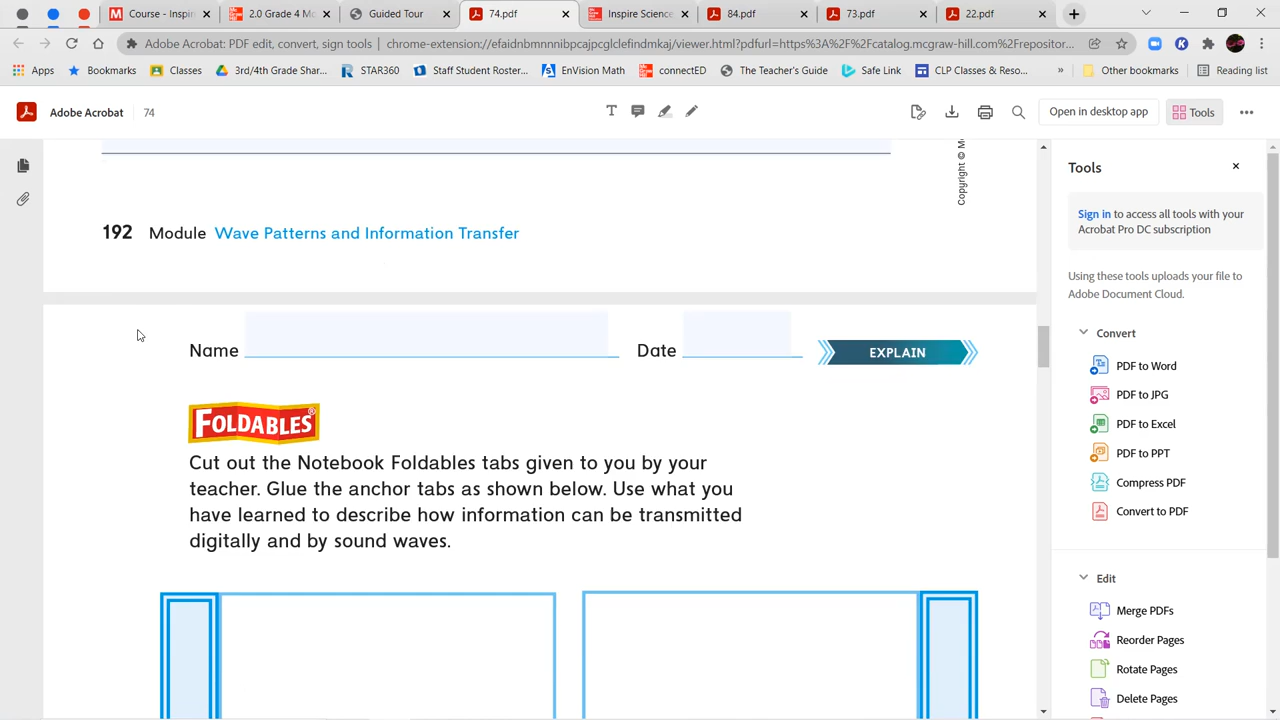 Course - Inspir
2.0 Grade 4 Mo
Guided Tour
74.pdf
Inspire Science
84.pdf
73.pdf
22.pdf
Adobe Acrobat: PDF edit, convert, sign tools | chrome-extension://efaidnbmnnnibpcajpcglclefindmkaj/viewer.html?pdfurl=https%3A%2F%2Fcatalog.mcgraw-hill.com%2Frepositor...
Apps
Bookmarks
Classes
3rd/4th Grade Shar...
STAR360
Staff Student Roster...
EnVision Math
connectED
The Teacher's Guide
Safe Link
CLP Classes & Reso...
»
Other bookmarks
Reading list
Adobe Acrobat
74
Open in desktop app
Tools
Copyright © M
192 Module Wave Patterns and Information Transfer
Name
Date
EXPLAIN
FOLDABLES®
Cut out the Notebook Foldables tabs given to you by your
teacher. Glue the anchor tabs as shown below. Use what you
have learned to describe how information can be transmitted
digitally and by sound waves.
Tools
Sign in to access all tools with your
Acrobat Pro DC subscription
Using these tools uploads your file to
Adobe Document Cloud.
Convert
PDF to Word
PDF to JPG
PDF to Excel
PDF to PPT
Compress PDF
Convert to PDF
Edit
Merge PDFs
Reorder Pages
Rotate Pages
Delete Pages